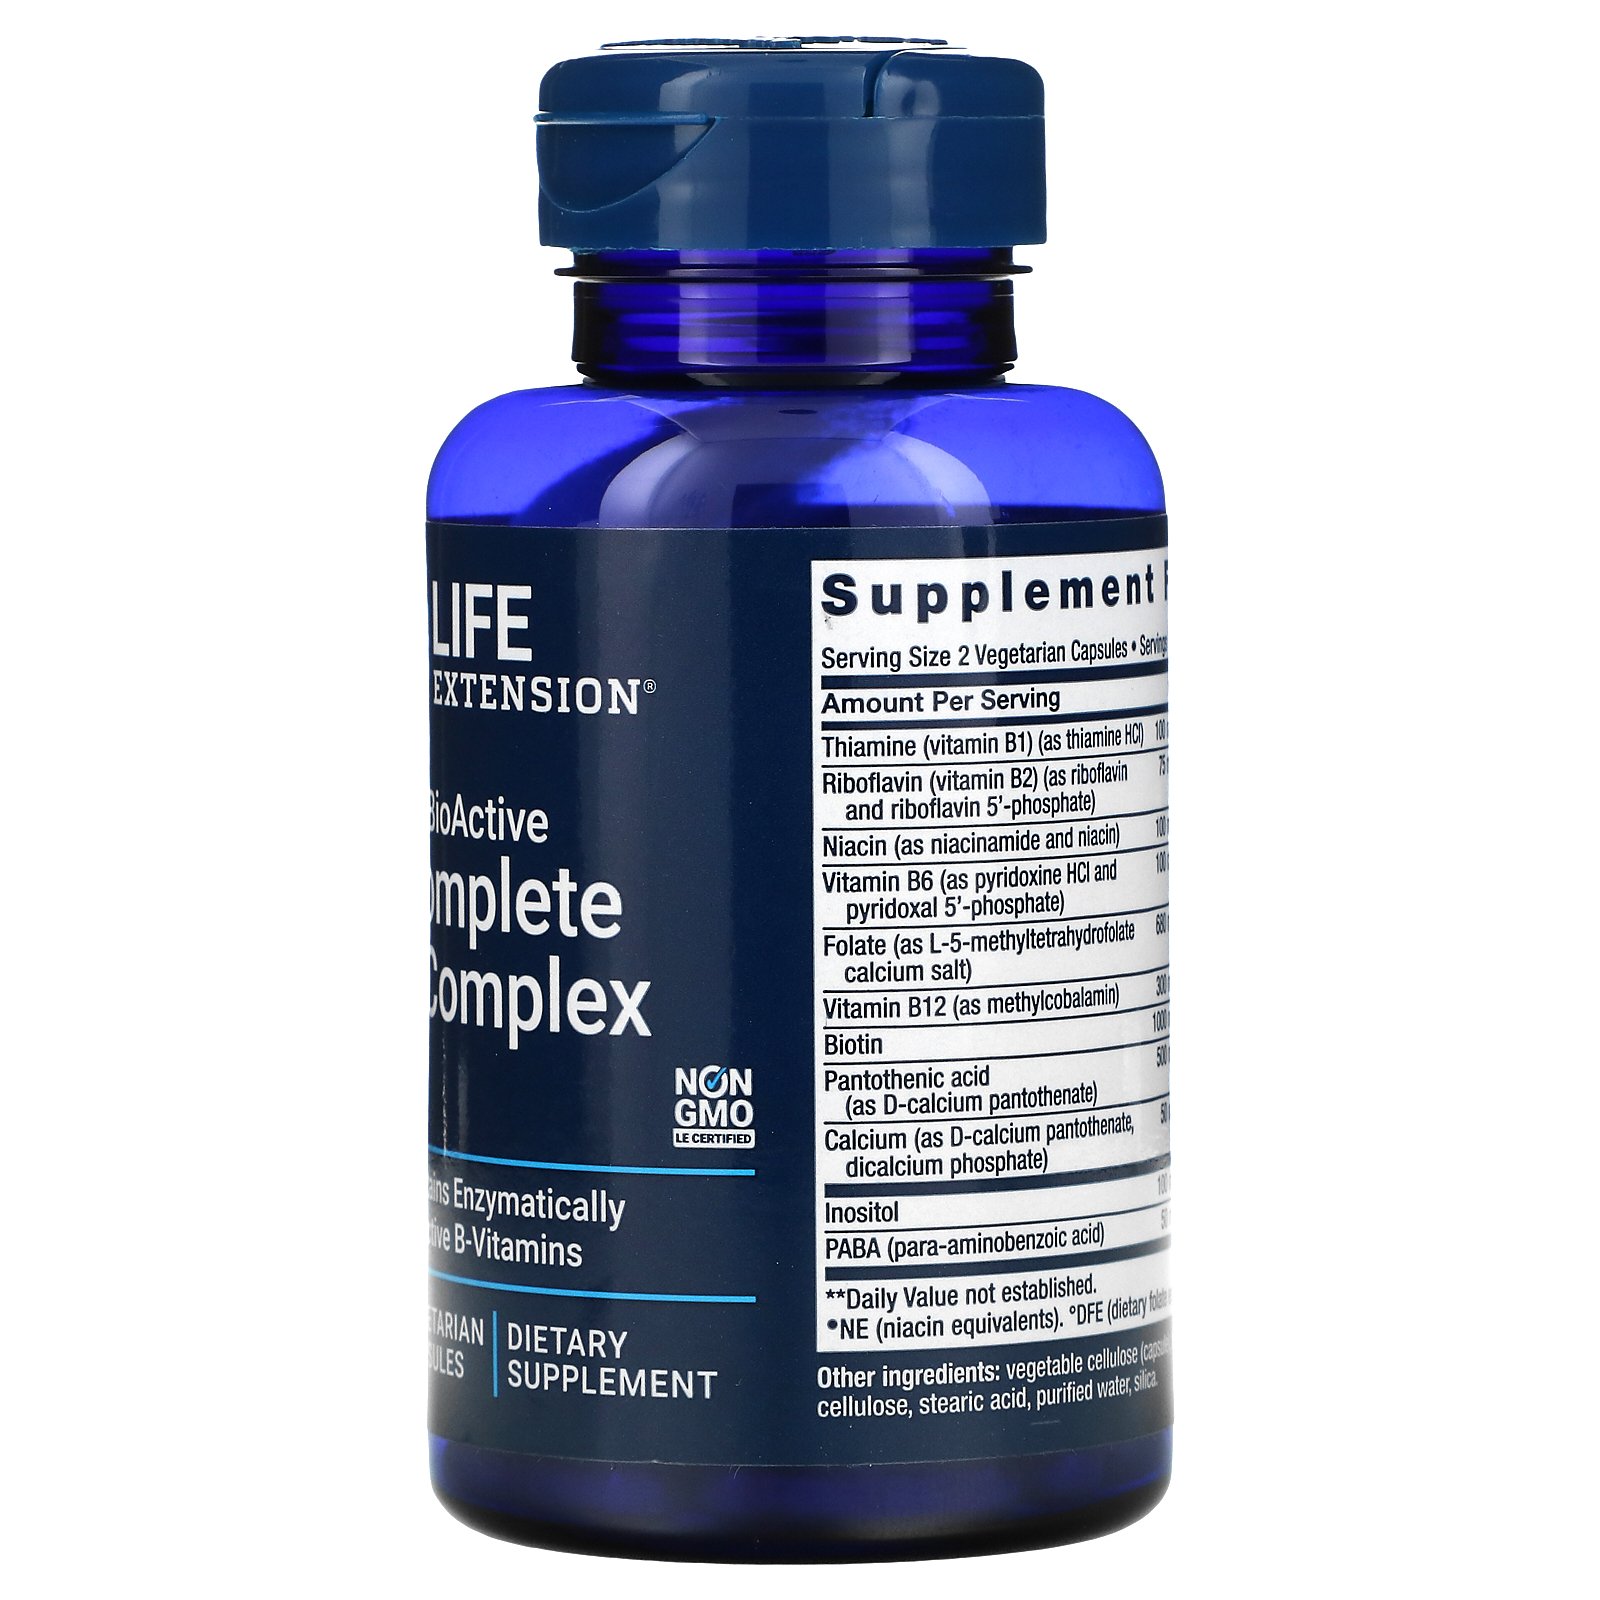 LIFE
EXTENSION®
BioActive
omplete
Complex
NON
GMO
LE CERTIFIED
Enzymatically
B-Vitamins
DIETARY
SUPPLEMENT
Supplement F
Serving Size 2 Vegetarian Capsules • Servings
Amount Per Serving
Thiamine (vitamin B1) (as thiamine HCl) 100
Riboflavin (vitamin B2) (as riboflavin 75
and riboflavin 5'-phosphate)
Niacin (as niacinamide and niacin) 100
Vitamin B6 (as pyridoxine HCl and 100
pyridoxal 5'-phosphate)
Folate (as L-5-methyltetrahydrofolate 680
calcium salt)
Vitamin B12 (as methylcobalamin) 300
Biotin 1000
Pantothenic acid 500
(as D-calcium pantothenate)
Calcium (as D-calcium pantothenate, 50
dicalcium phosphate)
Inositol 100
PABA (para-aminobenzoic acid) 50
**Daily Value not established.
•NE (niacin equivalents). °DFE (dietary folate
Other ingredients: vegetable cellulose (capsule)
cellulose, stearic acid, purified water, silica.